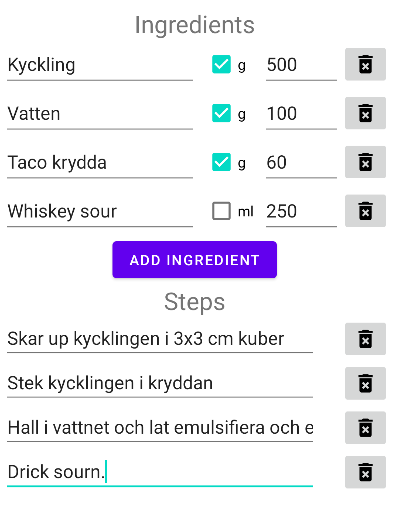 Ingredients
Kyckling g 500
Vatten g 100
Taco krydda g 60
Whiskey sour ml 250
ADD INGREDIENT
Steps
Skar up kycklingen i 3x3 cm kuber
Stek kycklingen i kryddan
Hall i vattnet och lat emulsifiera och e
Drick sourn.